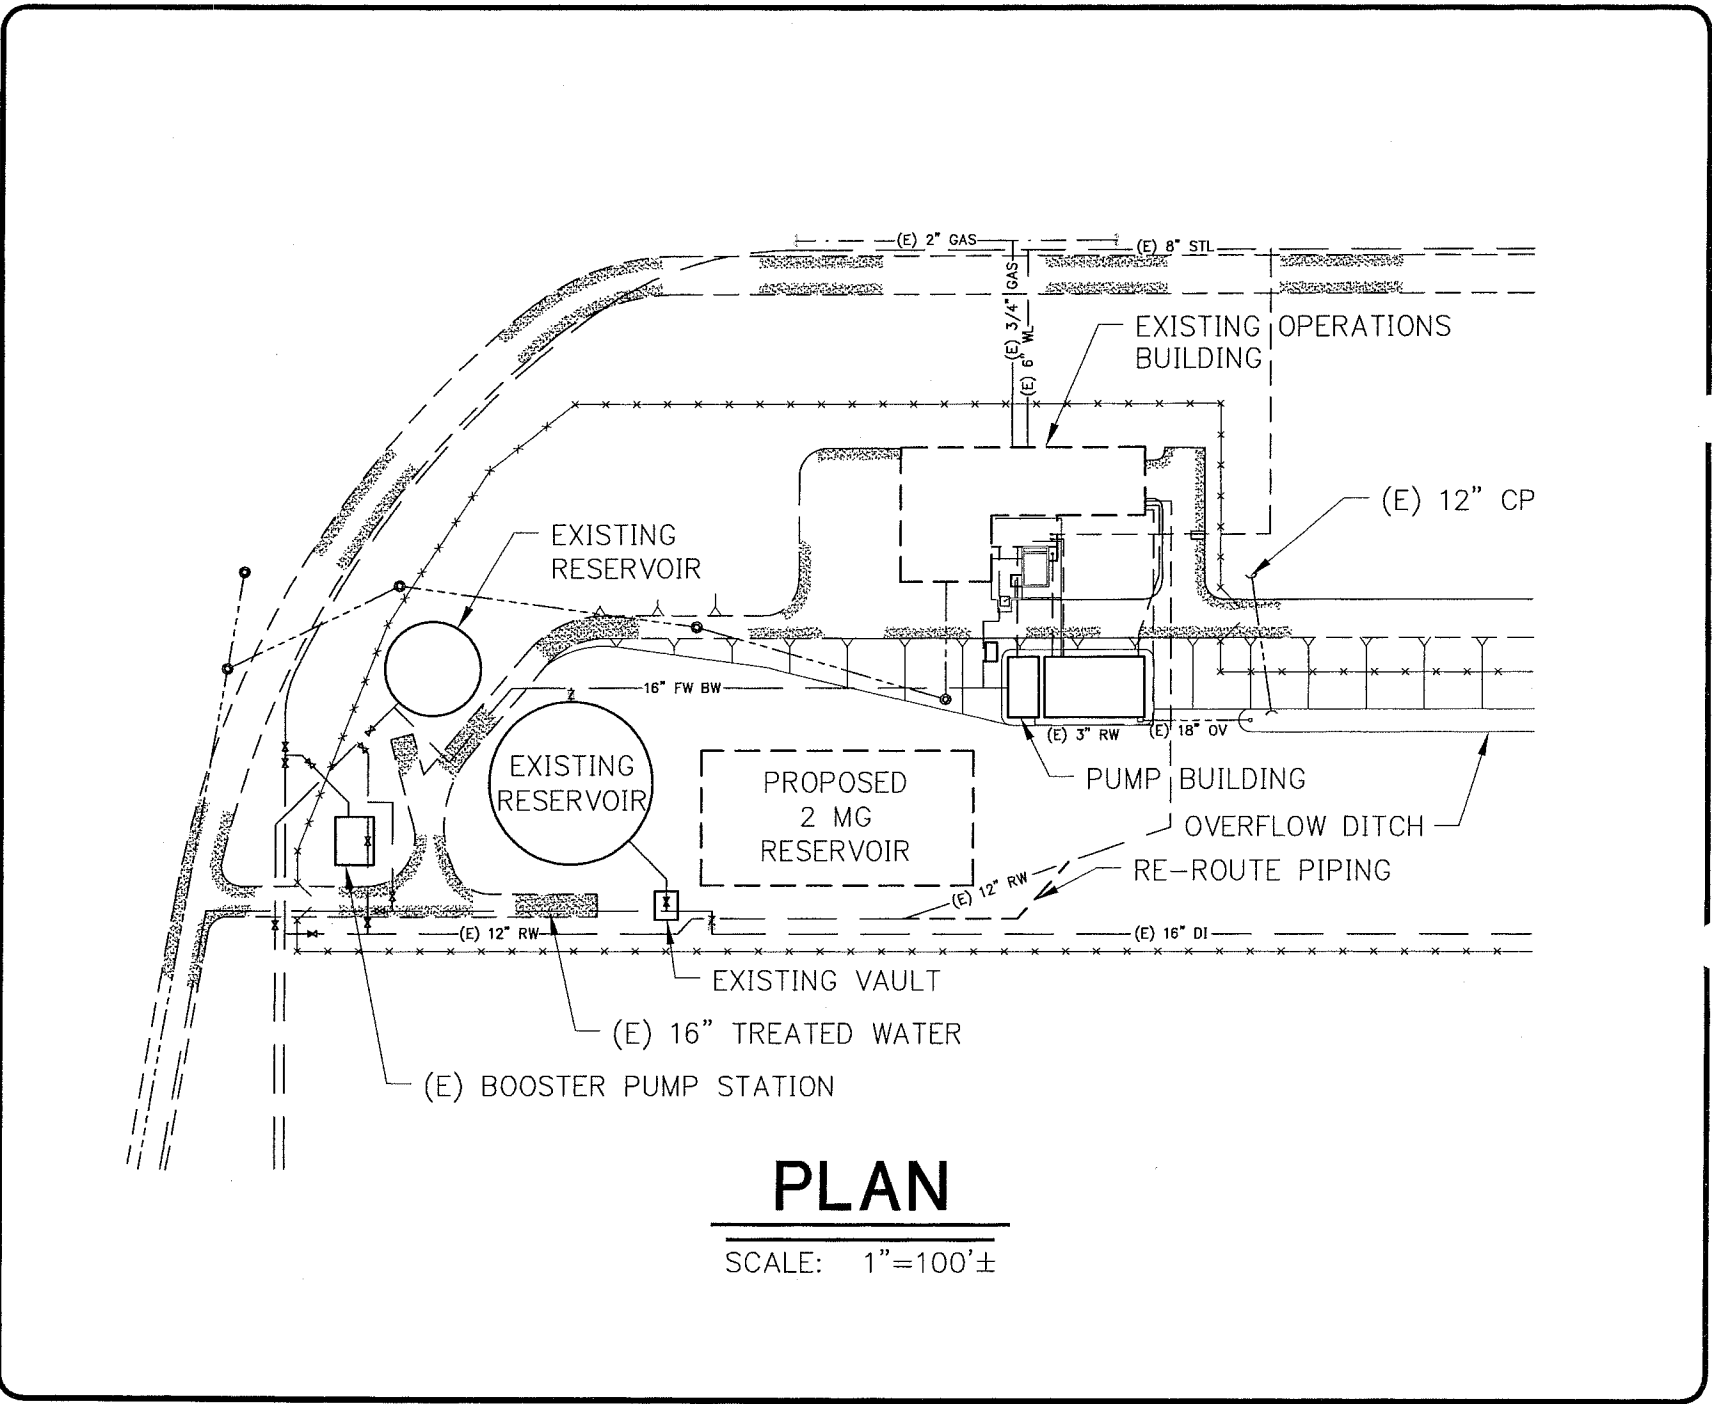 (E) 2" GAS
(E) 8" STL
(E) 3/4" GAS
(E) 6" WL
EXISTING OPERATIONS
BUILDING
(E) 12" CP
EXISTING
RESERVOIR
16" FW BW
(E) 3" RW
(E) 18" OV
EXISTING
RESERVOIR
PROPOSED
2 MG
RESERVOIR
PUMP BUILDING
OVERFLOW DITCH
RE-ROUTE PIPING
(E) 12" RW
(E) 12" RW
(E) 16" DI
EXISTING VAULT
(E) 16" TREATED WATER
(E) BOOSTER PUMP STATION
PLAN
SCALE: 1"=100'±